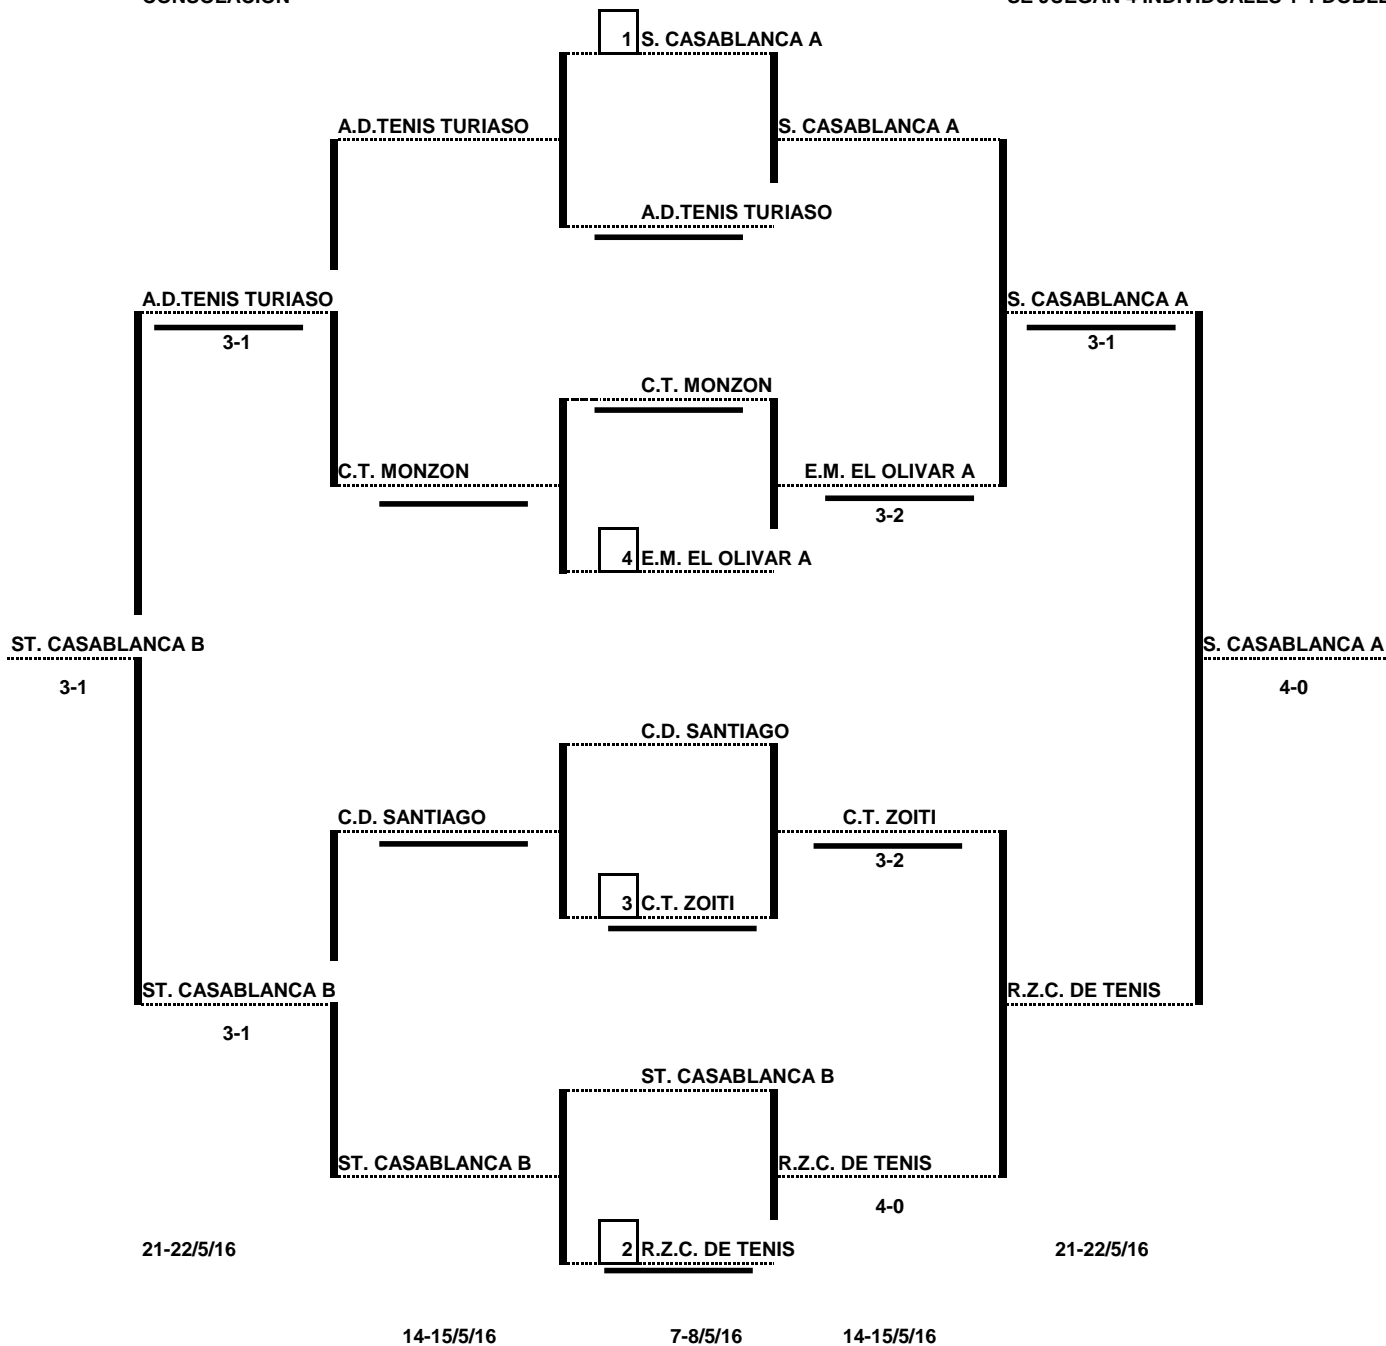 1 S. CASABLANCA A
A.D.TENIS TURIASO
S. CASABLANCA A
A.D.TENIS TURIASO
A.D.TENIS TURIASO
S. CASABLANCA A
3-1
3-1
C.T. MONZON
C.T. MONZON
E.M. EL OLIVAR A
3-2
4 E.M. EL OLIVAR A
ST. CASABLANCA B
S. CASABLANCA A
3-1
4-0
C.D. SANTIAGO
C.D. SANTIAGO
C.T. ZOITI
3-2
3 C.T. ZOITI
ST. CASABLANCA B
R.Z.C. DE TENIS
3-1
ST. CASABLANCA B
ST. CASABLANCA B
R.Z.C. DE TENIS
4-0
21-22/5/16
2 R.Z.C. DE TENIS
21-22/5/16
14-15/5/16
7-8/5/16
14-15/5/16